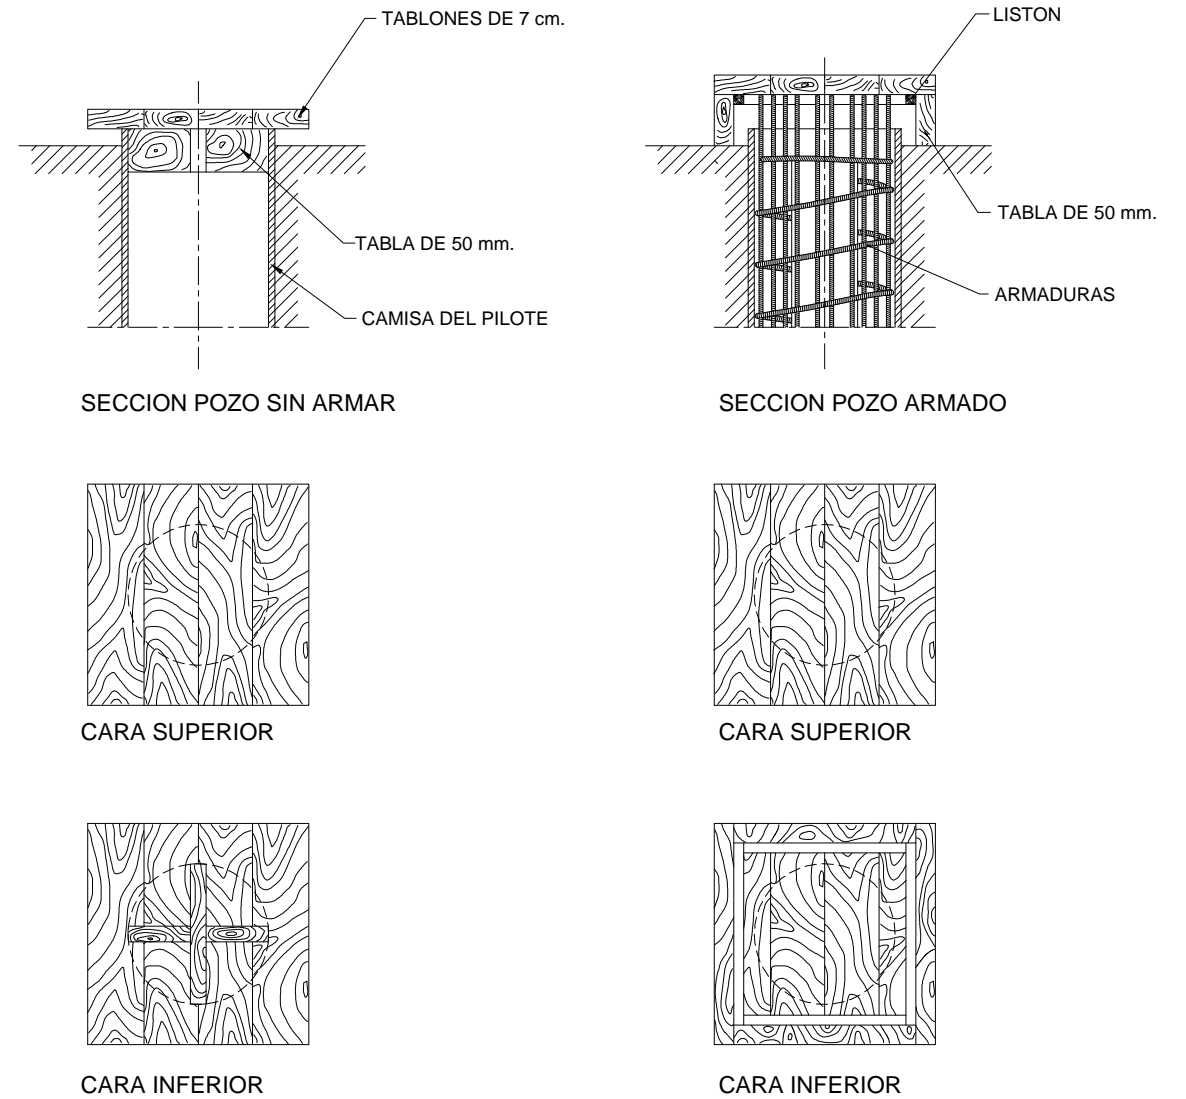 TABLONES DE 7 cm.
TABLA DE 50 mm.
CAMISA DEL PILOTE
SECCION POZO SIN ARMAR
CARA SUPERIOR
CARA INFERIOR
LISTON
TABLA DE 50 mm.
ARMADURAS
SECCION POZO ARMADO
CARA SUPERIOR
CARA INFERIOR